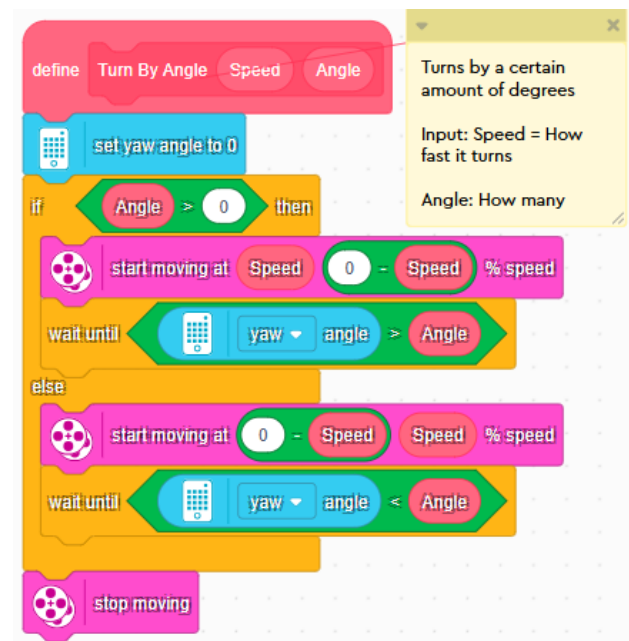 define Turn By Angle Speed Angle
Turns by a certain
amount of degrees
Input: Speed = How
fast it turns
Angle: How many
set yaw angle to 0
if Angle > 0 then
start moving at Speed 0 - Speed % speed
wait until yaw angle > Angle
else
start moving at 0 - Speed Speed % speed
wait until yaw angle < Angle
stop moving